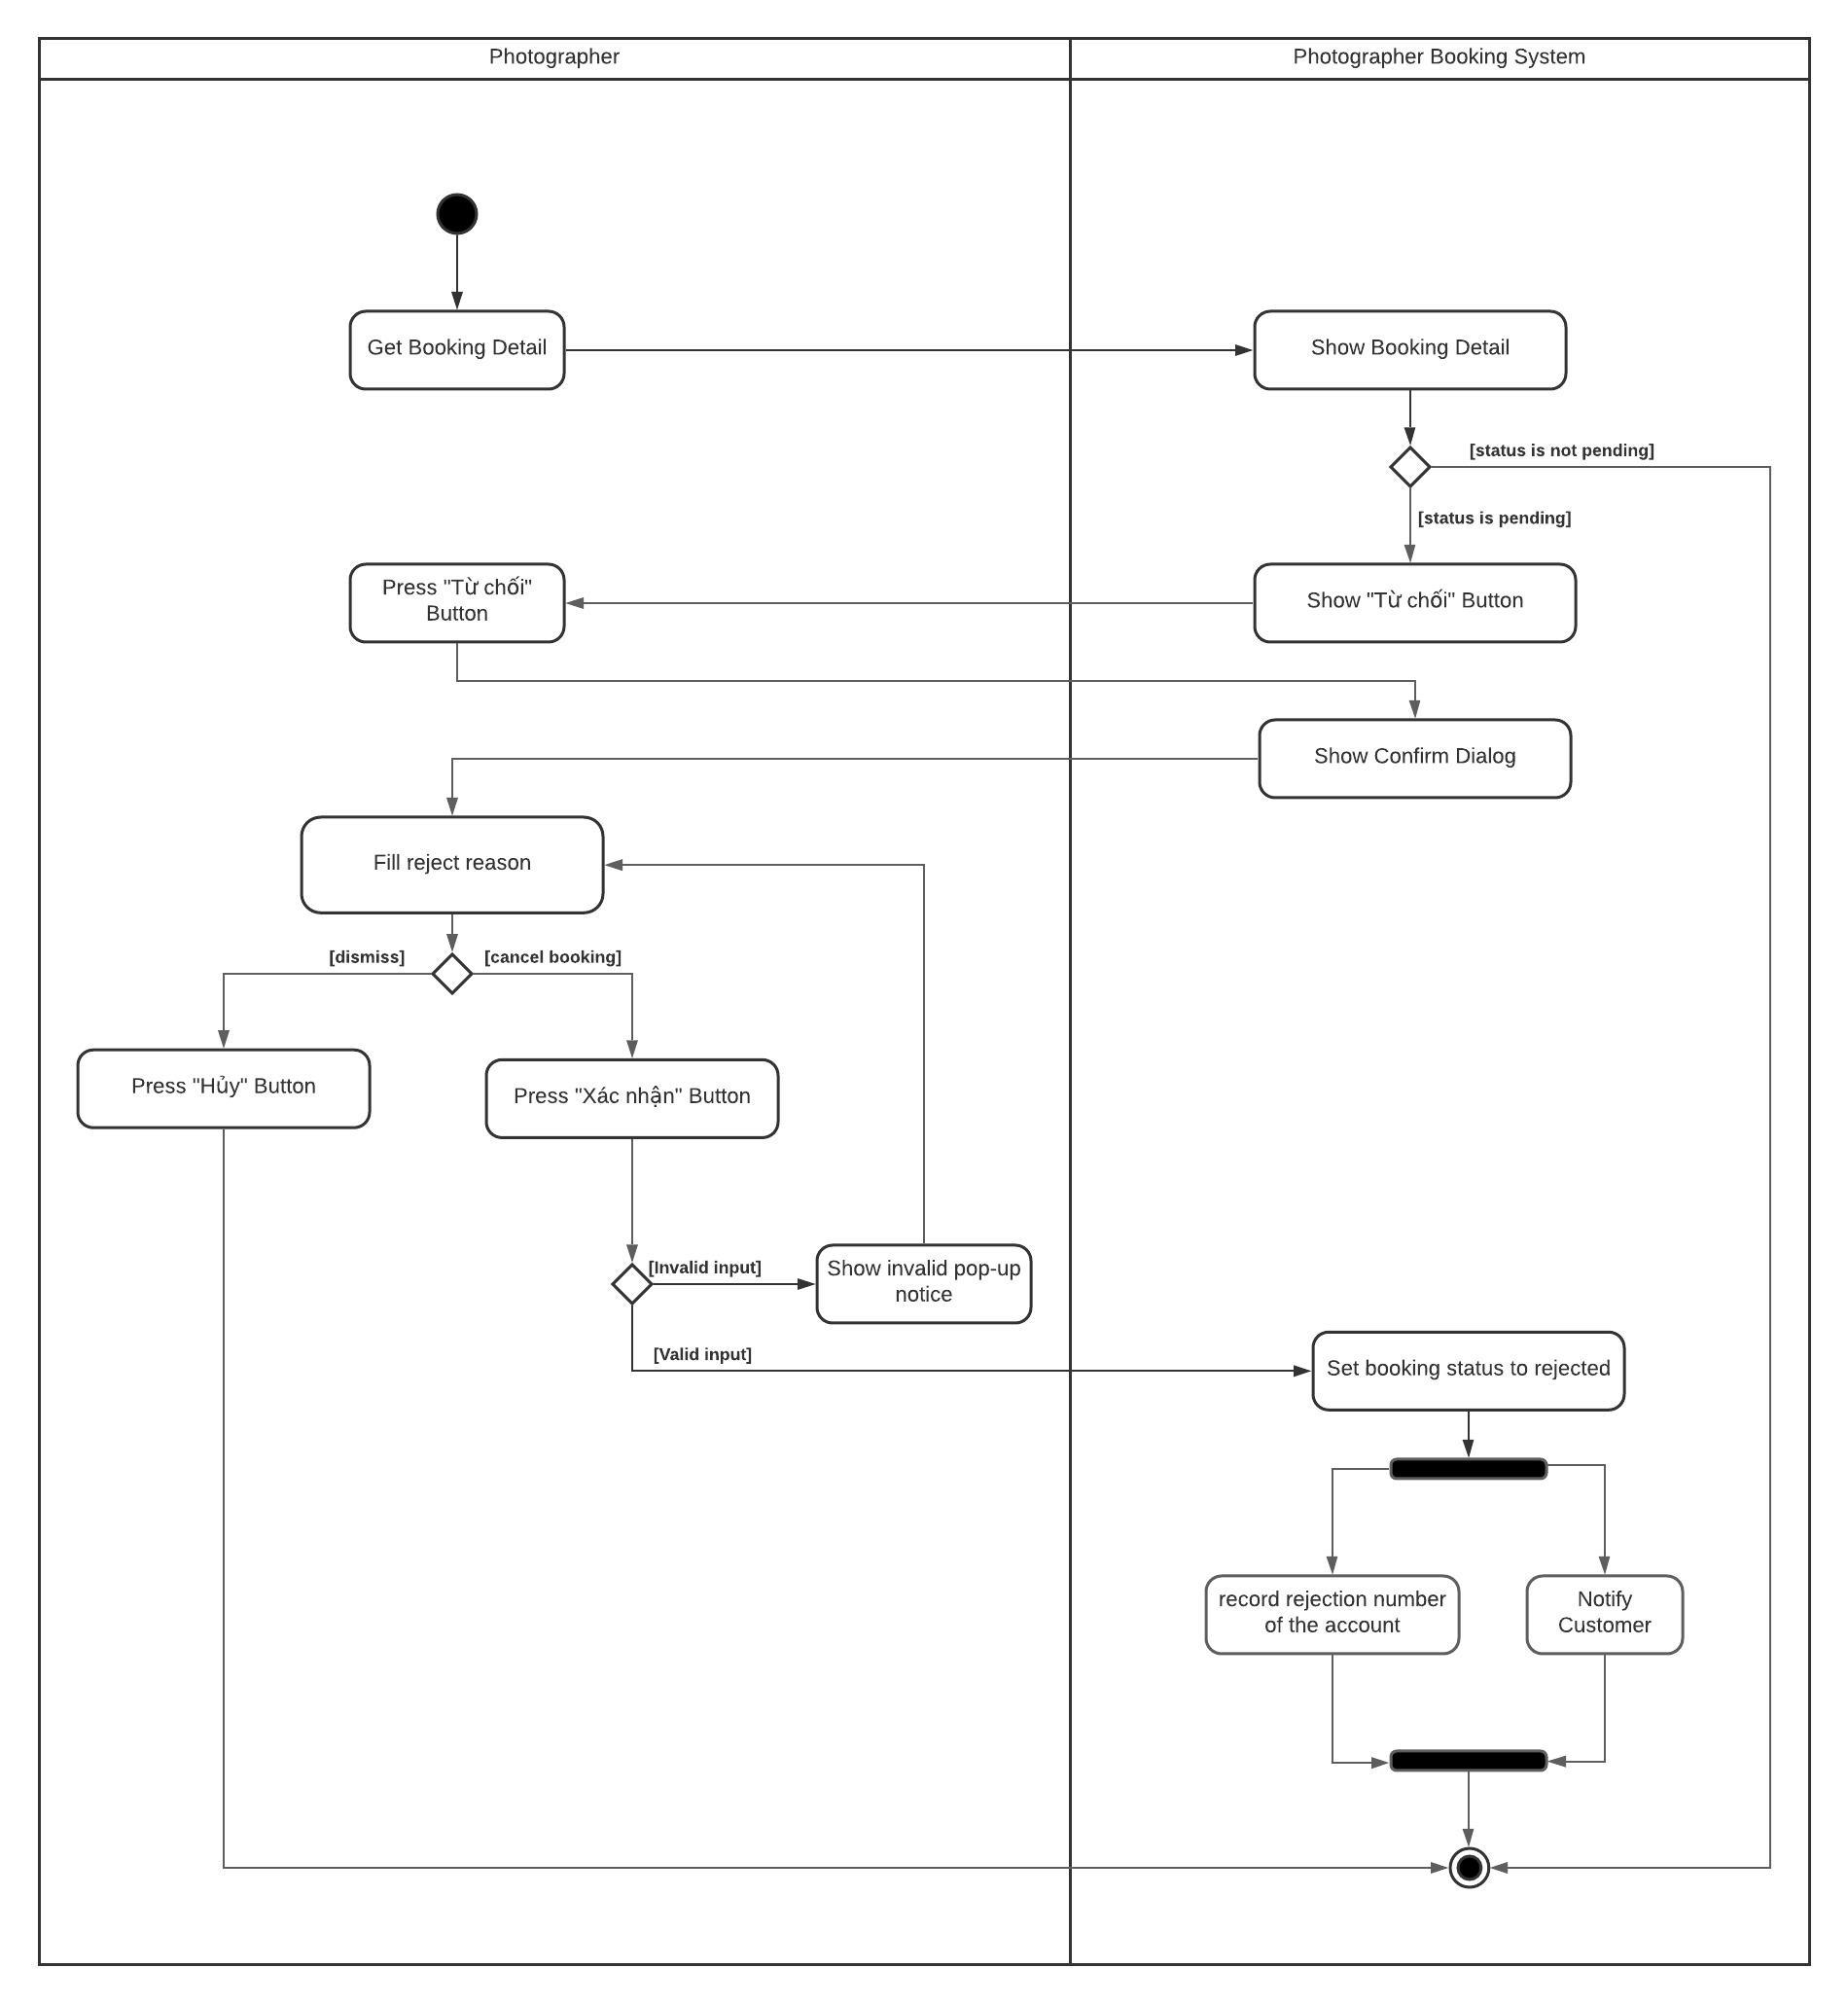 Photographer
Photographer Booking System
Get Booking Detail
Show Booking Detail
[status is not pending]
[status is pending]
Press "Từ chối"
Button
Show "Từ chối" Button
Show Confirm Dialog
Fill reject reason
[dismiss]
[cancel booking]
Press "Hủy" Button
Press "Xác nhận" Button
[Invalid input]
Show invalid pop-up
notice
[Valid input]
Set booking status to rejected
record rejection number
of the account
Notify
Customer